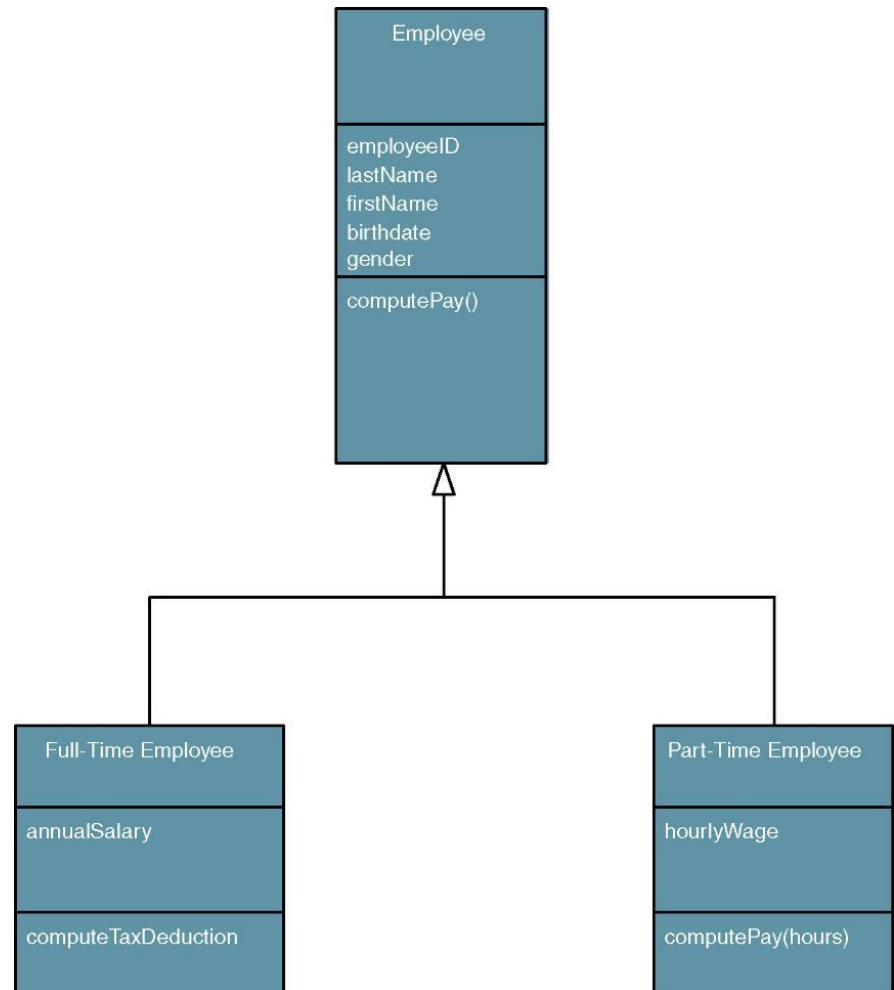 Employee
employeeID
lastName
firstName
birthdate
gender
computePay()
Full-Time Employee
annualSalary
computeTaxDeduction
Part-Time Employee
hourlyWage
computePay(hours)